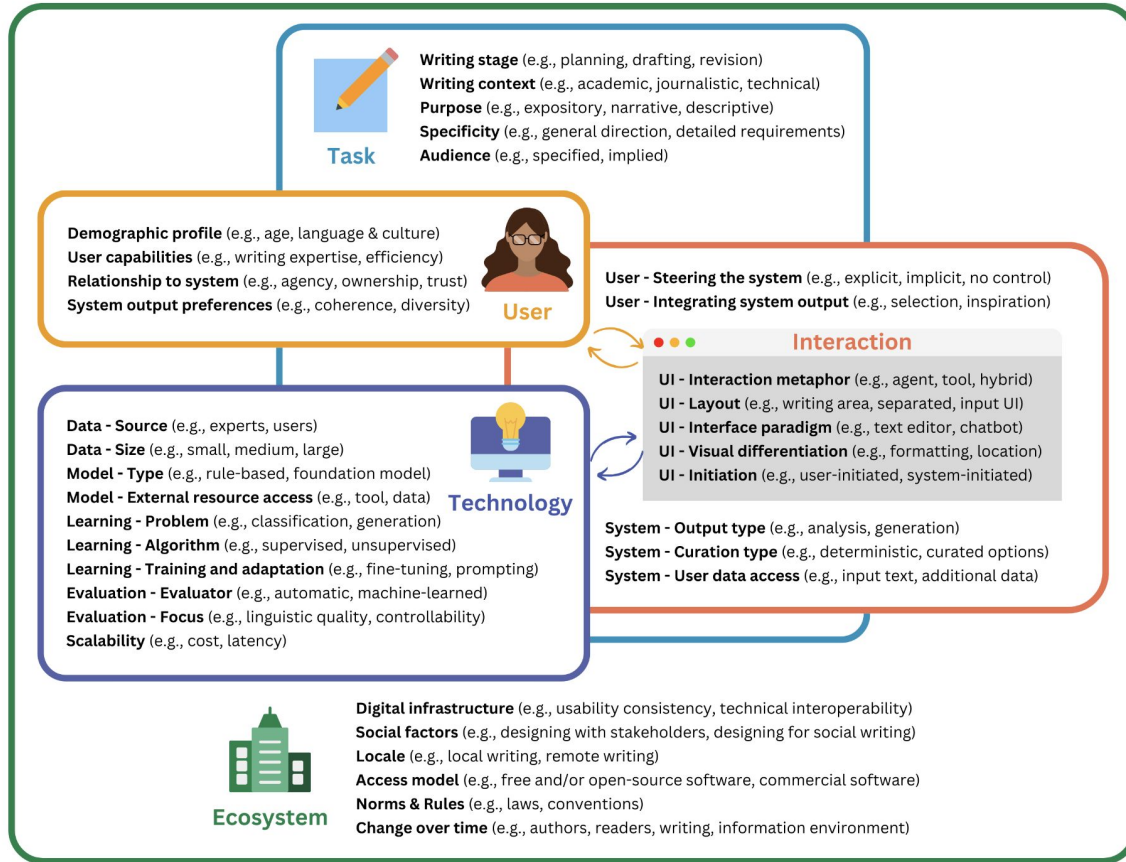 Writing stage (e.g., planning, drafting, revision)
Writing context (e.g., academic, journalistic, technical)
Purpose (e.g., expository, narrative, descriptive)
Specificity (e.g., general direction, detailed requirements)
Audience (e.g., specified, implied)
Task
Demographic profile (e.g., age, language & culture)
User capabilities (e.g., writing expertise, efficiency)
Relationship to system (e.g., agency, ownership, trust)
System output preferences (e.g., coherence, diversity)
User
User - Steering the system (e.g., explicit, implicit, no control)
User - Integrating system output (e.g., selection, inspiration)
Interaction
UI - Interaction metaphor (e.g., agent, tool, hybrid)
UI - Layout (e.g., writing area, separated, input UI)
UI - Interface paradigm (e.g., text editor, chatbot)
UI - Visual differentiation (e.g., formatting, location)
UI - Initiation (e.g., user-initiated, system-initiated)
System - Output type (e.g., analysis, generation)
System - Curation type (e.g., deterministic, curated options)
System - User data access (e.g., input text, additional data)
Data - Source (e.g., experts, users)
Data - Size (e.g., small, medium, large)
Model - Type (e.g., rule-based, foundation model)
Model - External resource access (e.g., tool, data)
Learning - Problem (e.g., classification, generation)
Learning - Algorithm (e.g., supervised, unsupervised)
Learning - Training and adaptation (e.g., fine-tuning, prompting)
Evaluation - Evaluator (e.g., automatic, machine-learned)
Evaluation - Focus (e.g., linguistic quality, controllability)
Scalability (e.g., cost, latency)
Technology
Digital infrastructure (e.g., usability consistency, technical interoperability)
Social factors (e.g., designing with stakeholders, designing for social writing)
Locale (e.g., local writing, remote writing)
Access model (e.g., free and/or open-source software, commercial software)
Norms & Rules (e.g., laws, conventions)
Change over time (e.g., authors, readers, writing, information environment)
Ecosystem